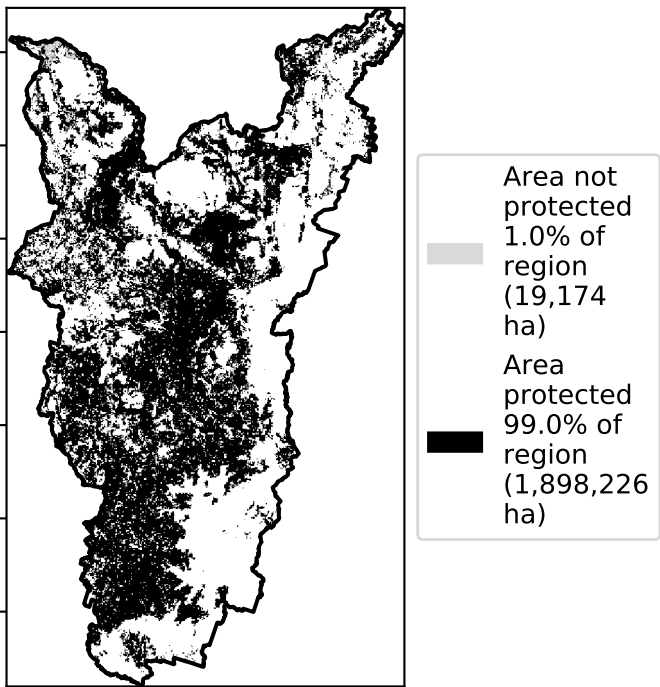 Area not
protected
1.0% of
region
(19,174
ha)
Area
protected
99.0% of
region
(1,898,226
ha)